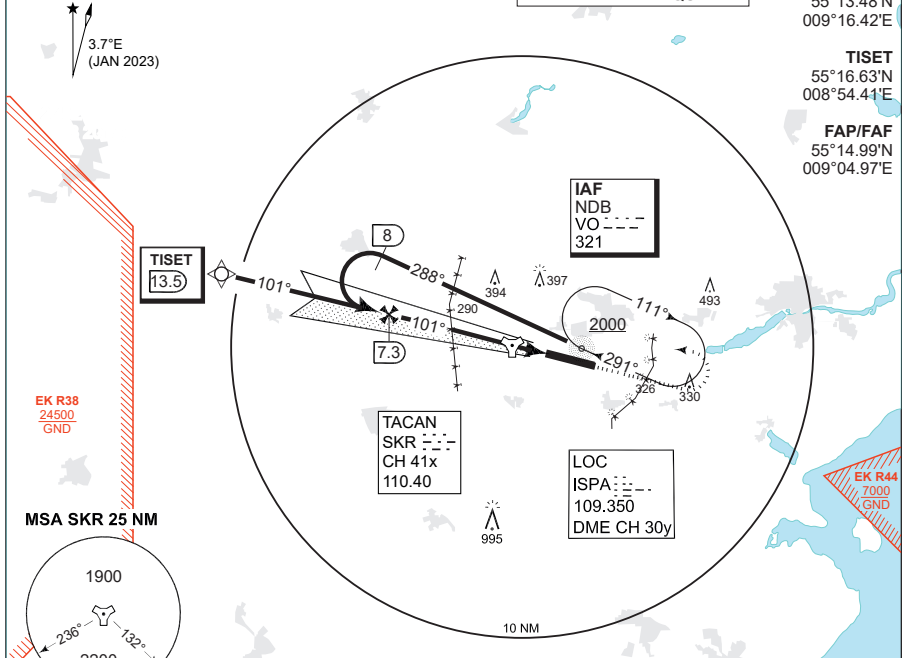 55°13.48'N
009°16.42'E
3.7°E
(JAN 2023)
TISET
55°16.63'N
008°54.41'E
FAP/FAF
55°14.99'N
009°04.97'E
IAF
NDB
VO
321
8
TISET
13.5
288°
394
397
493
101°
290
111°
2000
101°
7.3
291°
326
330
EK R38
24500
GND
TACAN
SKR
CH 41x
110.40
LOC
ISPA
109.350
DME CH 30y
EK R44
7000
GND
995
MSA SKR 25 NM
1900
236°
132°
10 NM